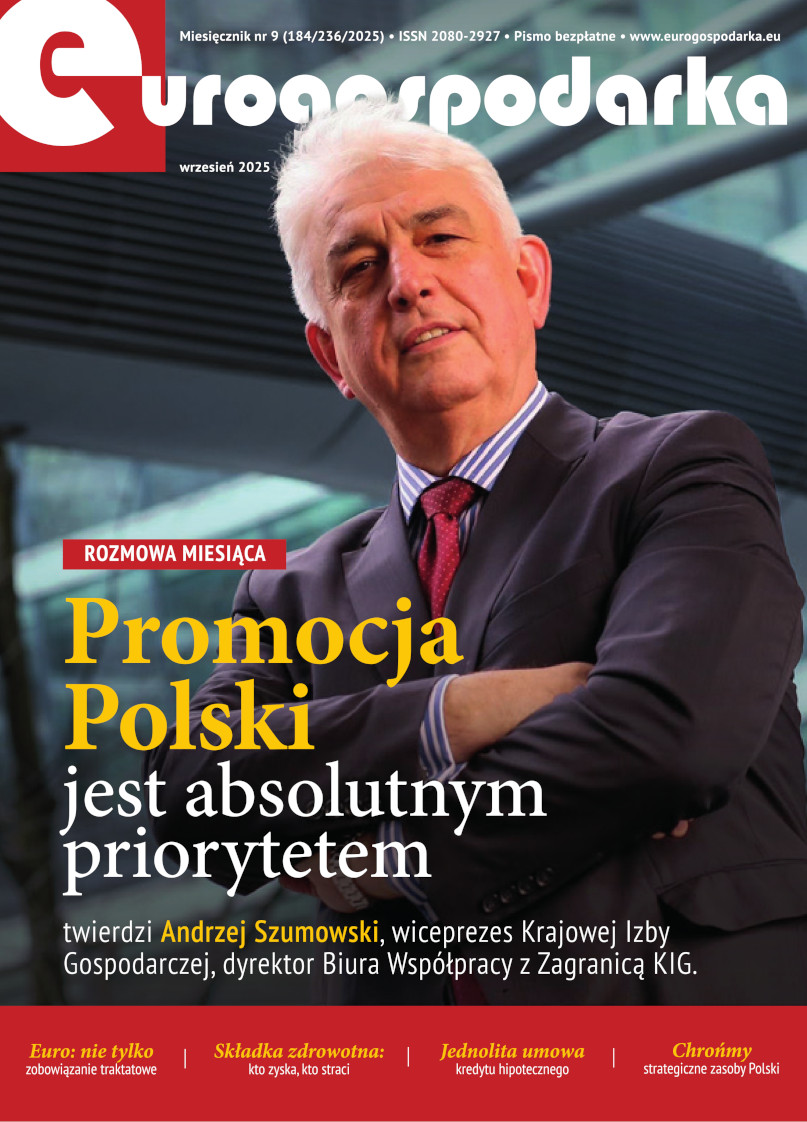 Miesięcznik nr 9 (184/236/2025) • ISSN 2080-2927 • Pismo bezpłatne • www.eurogospodarka.eu
eurogospodarka
wrzesień 2025
ROZMOWA MIESIĄCA
Promocja
Polski
jest absolutnym
priorytetem
twierdzi Andrzej Szumowski, wiceprezes Krajowej Izby
Gospodarczej, dyrektor Biura Współpracy z Zagranicą KIG.
Euro: nie tylko
zobowiązanie traktatowe
Składka zdrowotna:
kto zyska, kto straci
Jednolita umowa
kredytu hipotecznego
Chrońmy
strategiczne zasoby Polski